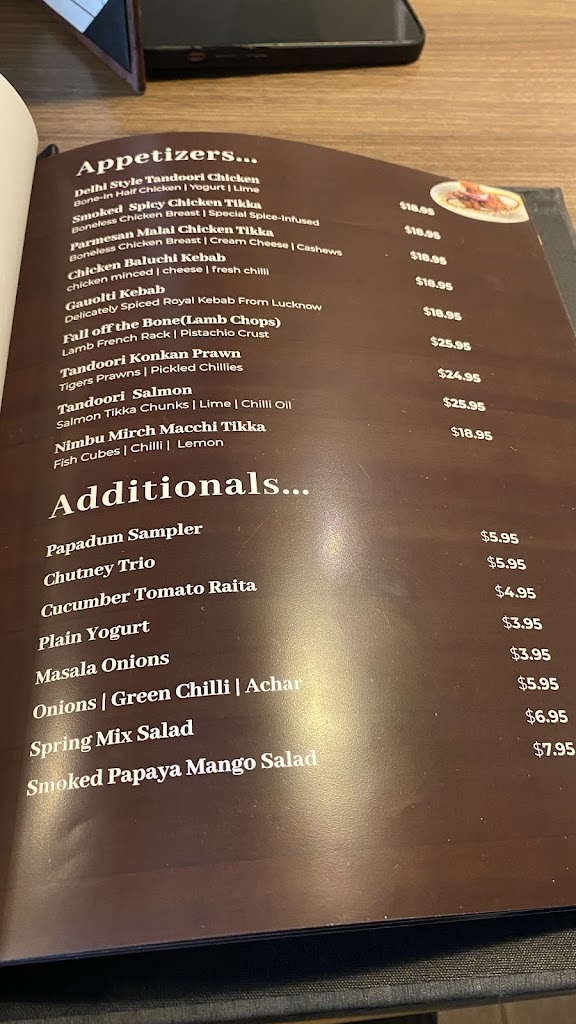 Appetizers...
Delhi Style Tandoori Chicken $18.95
Bone-In Half Chicken | Yogurt | Lime
Smoked Spicy Chicken Tikka $18.95
Boneless Chicken Breast | Special Spice-Infused
Parmesan Malai Chicken Tikka $18.95
Boneless Chicken Breast | Cream Cheese | Cashews
Chicken Baluchi Kebab $18.95
chicken minced | cheese | fresh chilli
Gauolti Kebab $18.95
Delicately Spiced Royal Kebab From Lucknow
Fall off the Bone(Lamb Chops) $25.95
Lamb French Rack | Pistachio Crust
Tandoori Konkan Prawn $24.95
Tigers Prawns | Pickled Chillies
Tandoori Salmon $25.95
Salmon Tikka Chunks | Lime | Chilli Oil
Nimbu Mirch Macchi Tikka $18.95
Fish Cubes | Chilli | Lemon
Additionals...
Papadum Sampler $5.95
Chutney Trio $5.95
Cucumber Tomato Raita $4.95
Plain Yogurt $3.95
Masala Onions $3.95
Onions | Green Chilli | Achar $5.95
Spring Mix Salad $6.95
Smoked Papaya Mango Salad $7.95